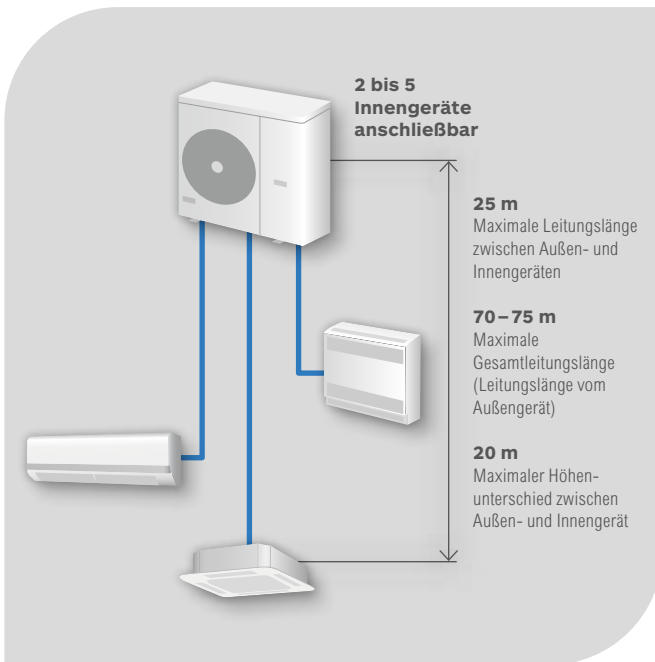 2 bis 5
Innengeräte
anschließbar
25 m
Maximale Leitungslänge
zwischen Außen- und
Innengeräten
70–75 m
Maximale
Gesamtleitungslänge
(Leitungslänge vom
Außengerät)
20 m
Maximaler Höhen-
unterschied zwischen
Außen- und Innengerät